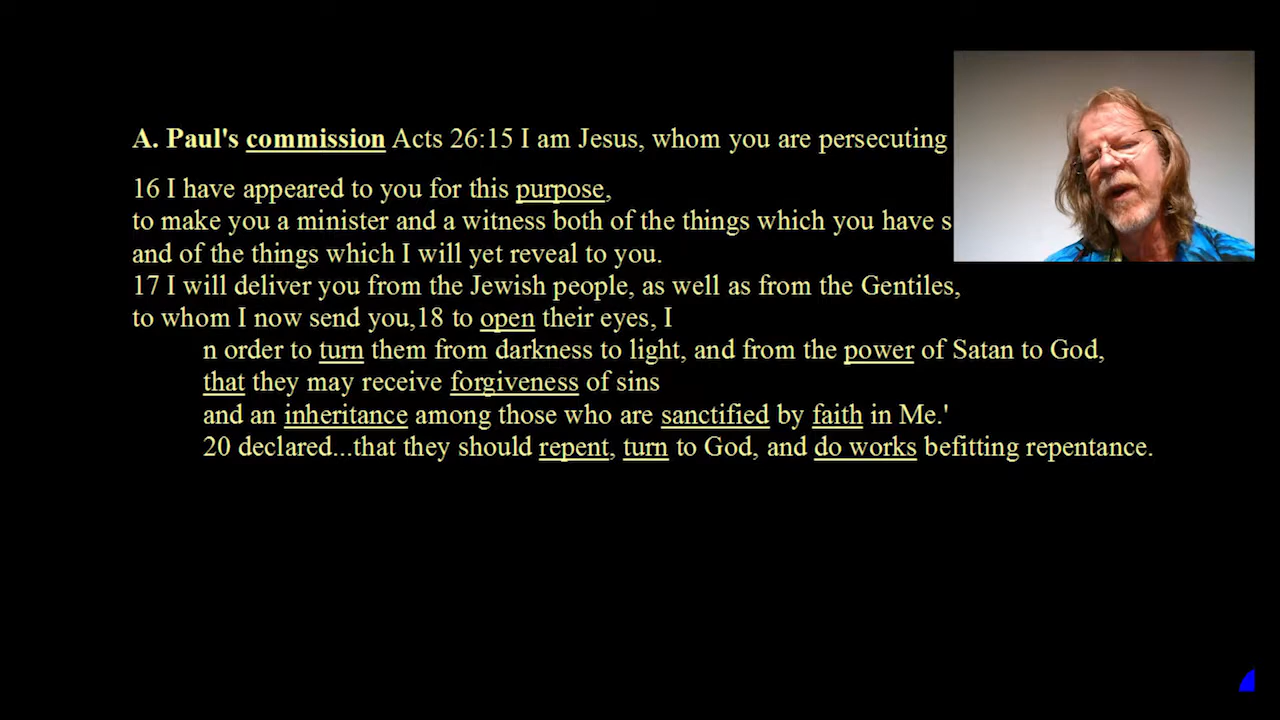 A. Paul's commission Acts 26:15 I am Jesus, whom you are persecuting
16 I have appeared to you for this purpose,
to make you a minister and a witness both of the things which you have s
and of the things which I will yet reveal to you.
17 I will deliver you from the Jewish people, as well as from the Gentiles,
to whom I now send you,18 to open their eyes, I
n order to turn them from darkness to light, and from the power of Satan to God,
that they may receive forgiveness of sins
and an inheritance among those who are sanctified by faith in Me.'
20 declared...that they should repent, turn to God, and do works befitting repentance.